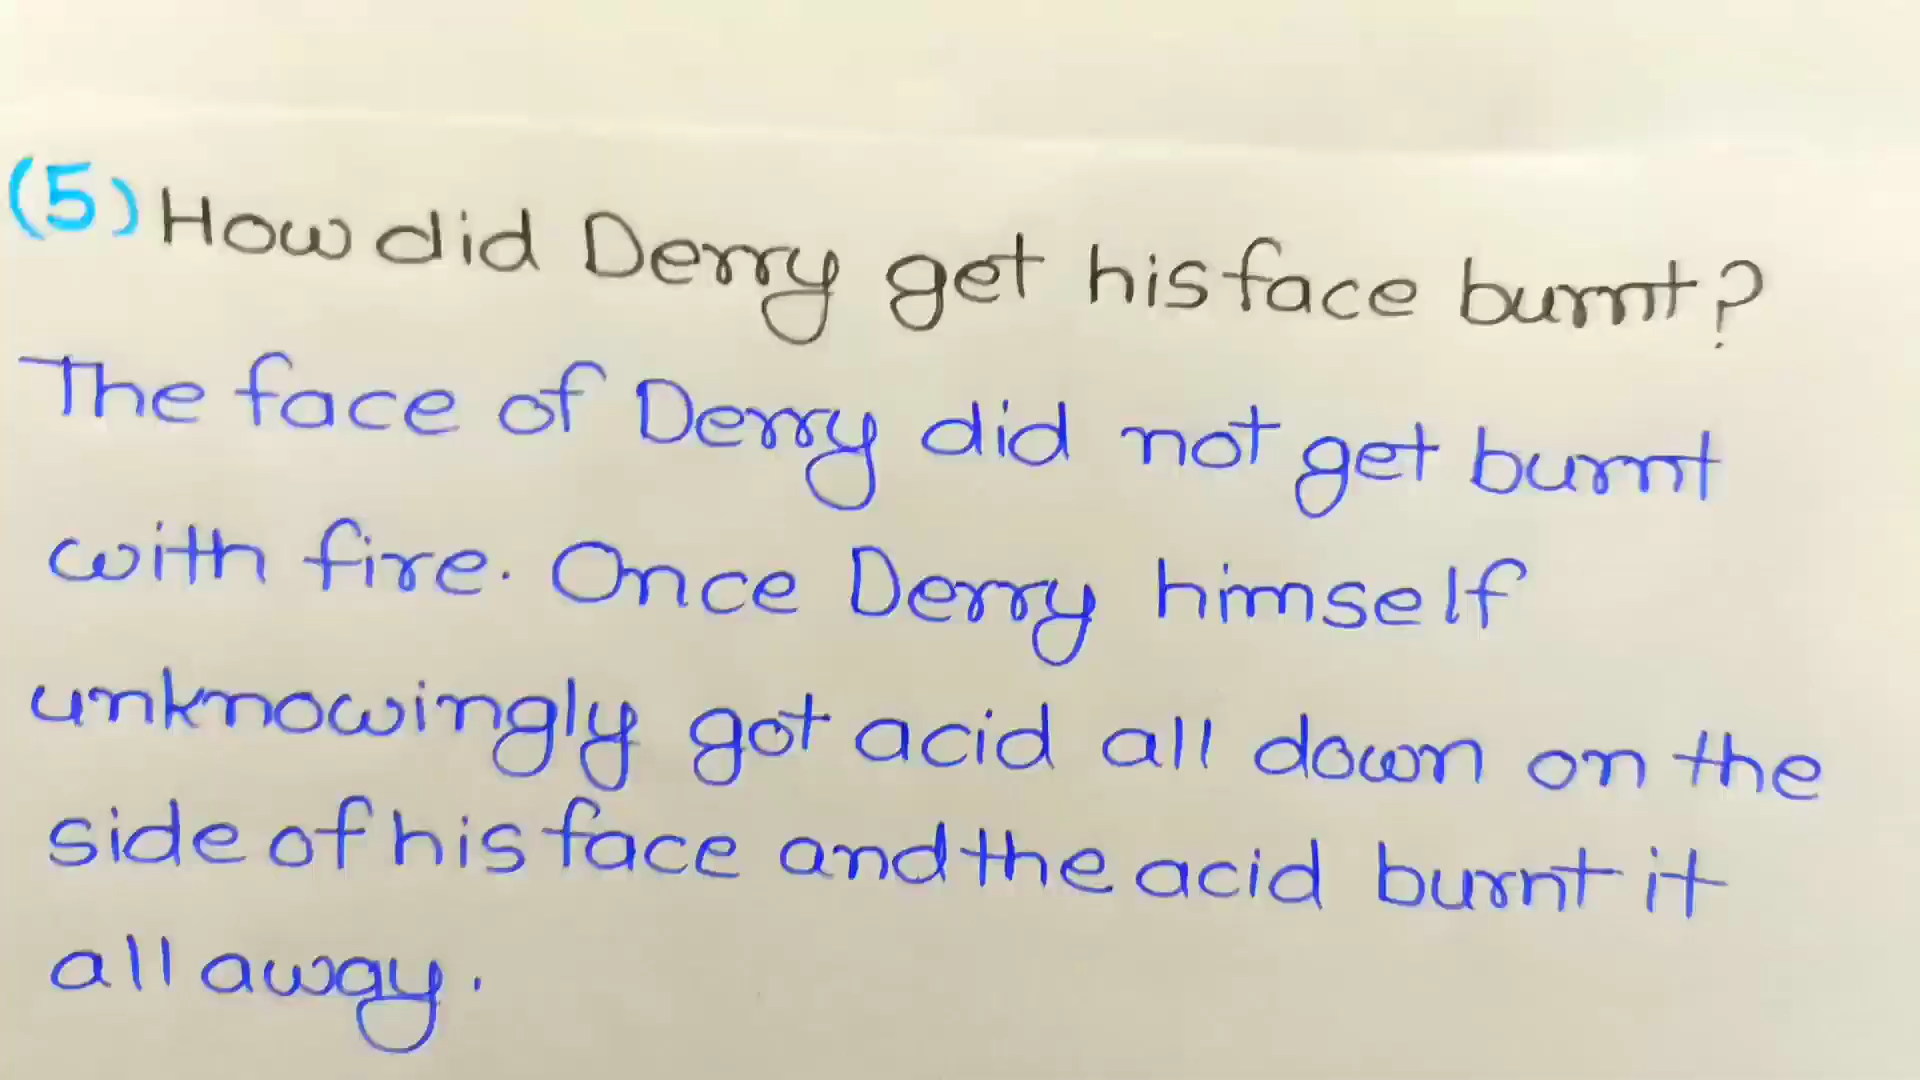 (5) How did Derry get his face burnt?
The face of Derry did not get burnt
with fire. Once Derry himself
unknowingly got acid all down on the
side of his face and the acid burnt it
all away.